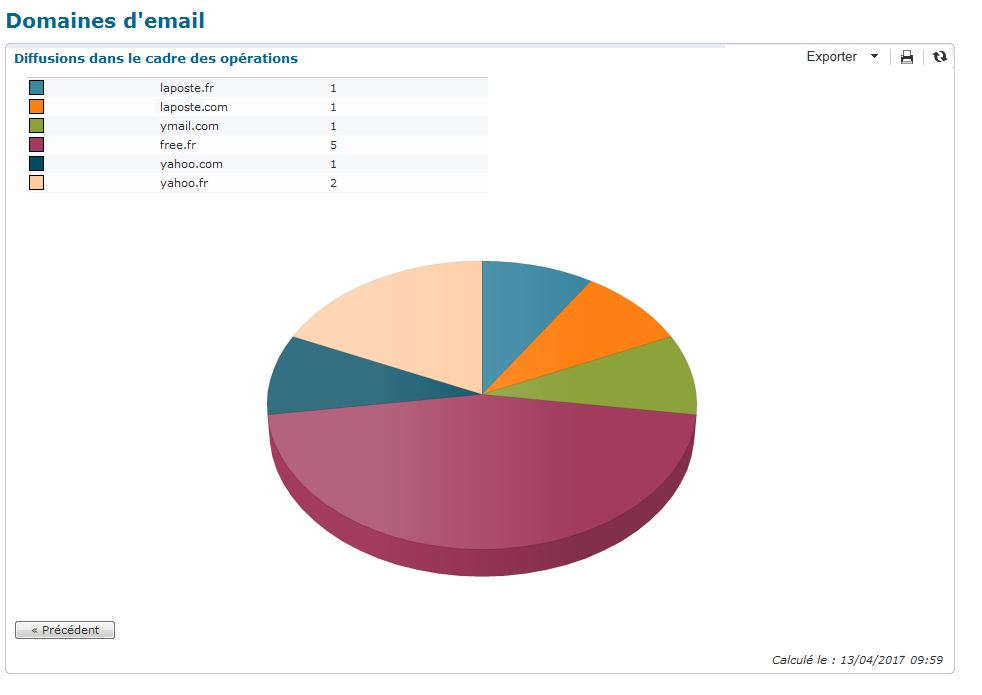 Domaines d'email
Diffusions dans le cadre des opérations
Exporter
laposte.fr 1
laposte.com 1
ymail.com 1
free.fr 5
yahoo.com 1
yahoo.fr 2
« Précédent
Calculé le : 13/04/2017 09:59